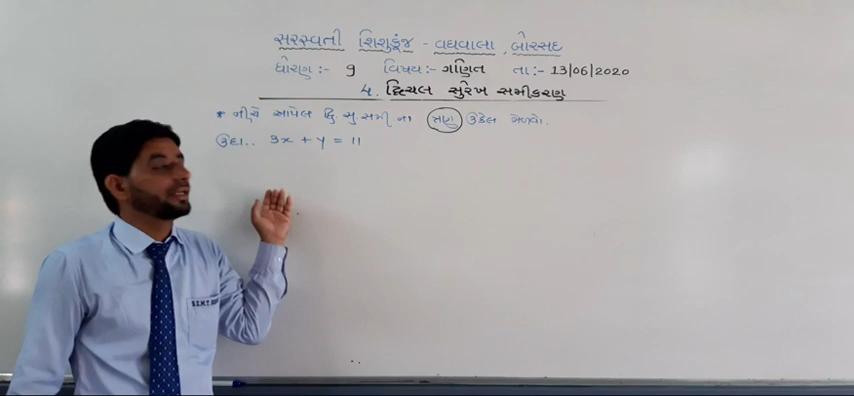 સરસ્વતી શિશુકુંજ - વઘવાલા, બોરસદ
ધોરણ :- 9 વિષય :- ગણિત તા :- 13/06/2020
4. દ્વિચલ સુરેખ સમીકરણ
* નીચે આપેલ દ્વિ. સુ. સમી ના ત્રણ ઉકેલ મેળવો.
ઉદા.. 3x + y = 11